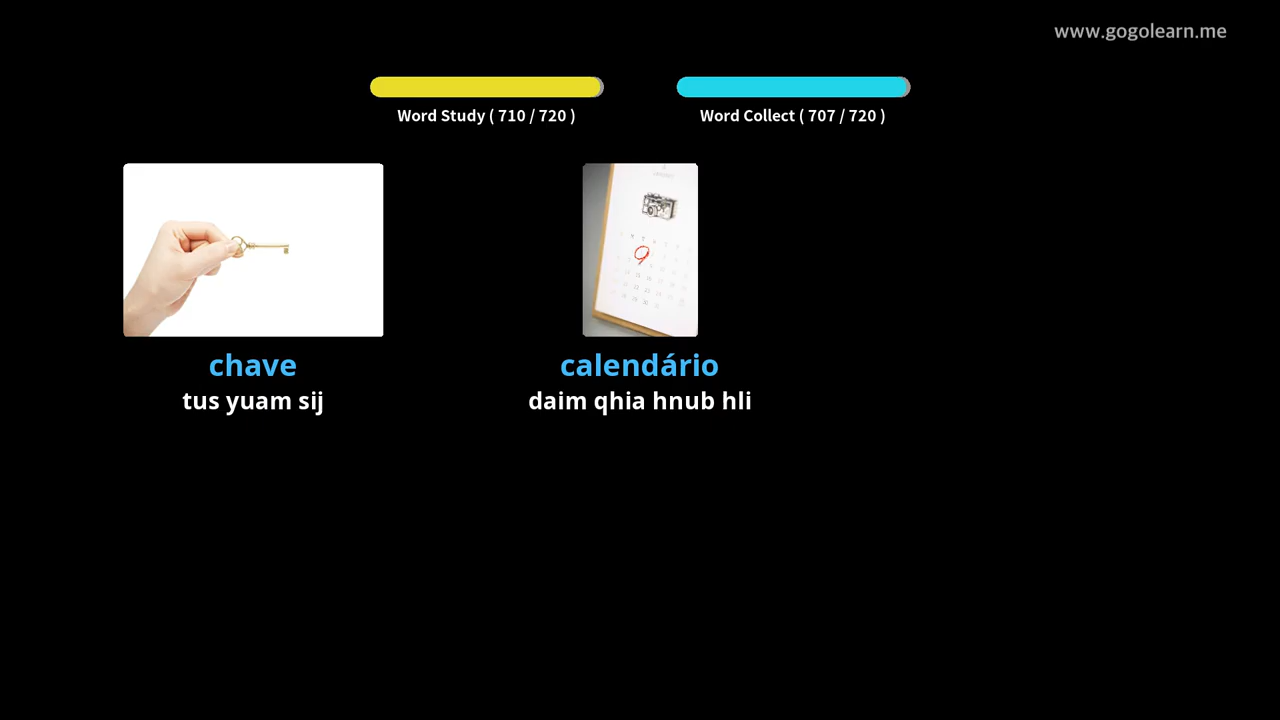 www.gogolearn.me
Word Study ( 710 / 720 )
Word Collect ( 707 / 720 )
9
chave
calendário
tus yuam sij
daim qhia hnub hli